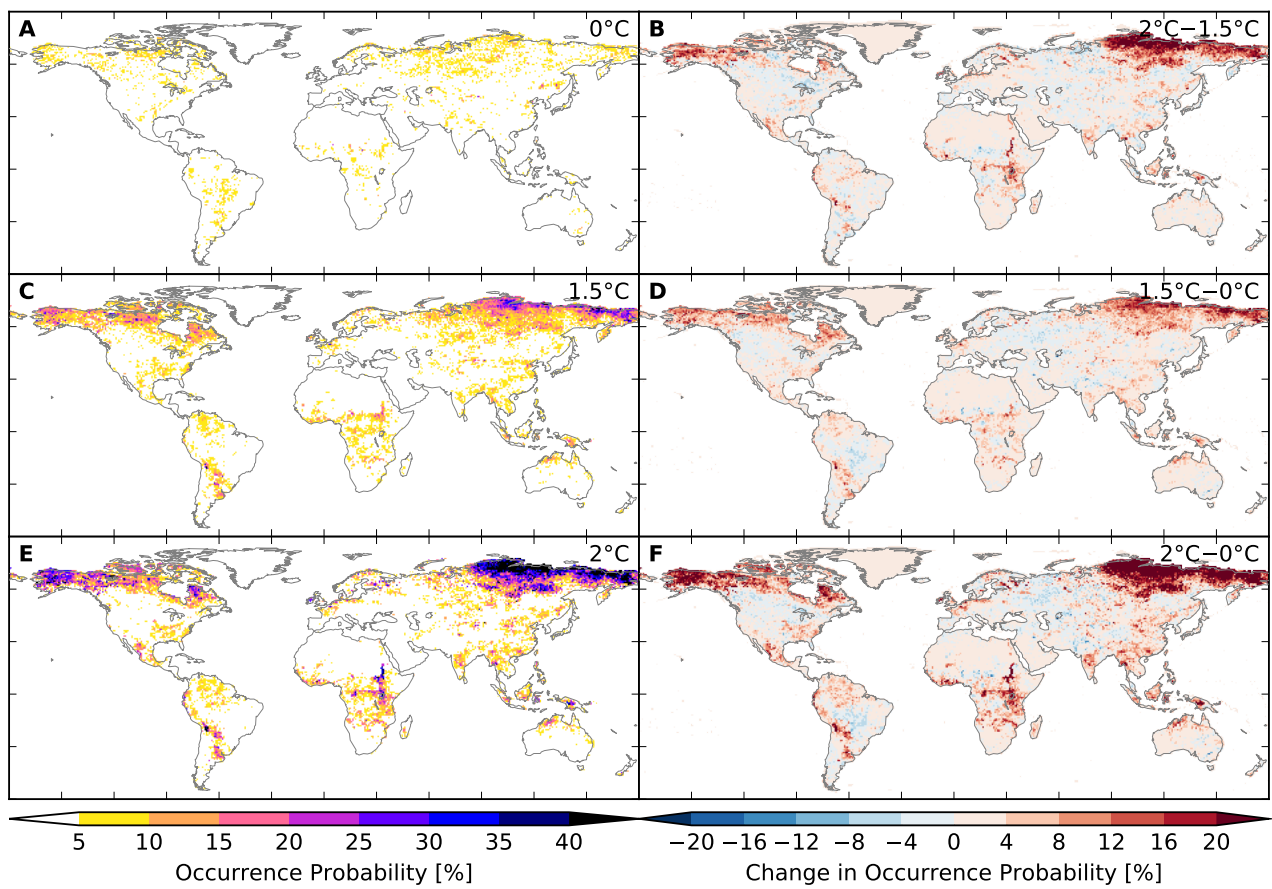 A 0°C
B 2°C−1.5°C
C 1.5°C
D 1.5°C−0°C
E 2°C
F 2°C−0°C
5 10 15 20 25 30 35 40
−20 −16 −12 −8 −4 0 4 8 12 16 20
Occurrence Probability [%]
Change in Occurrence Probability [%]